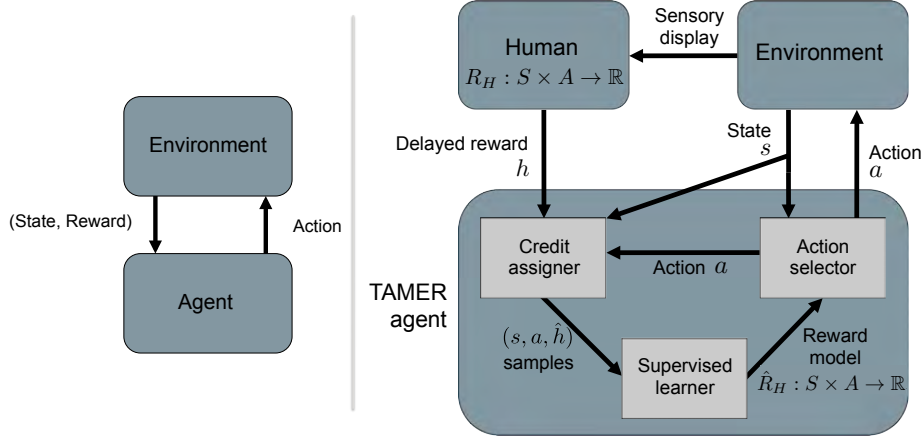 Environment
(State, Reward)
Action
Agent
Human
R_H : S × A → ℝ
Sensory
display
Environment
Delayed reward
h
State
s
Action
a
TAMER
agent
Credit
assigner
Action a
Action
selector
(s, a, ĥ)
samples
Supervised
learner
Reward
model
R̂_H : S × A → ℝ